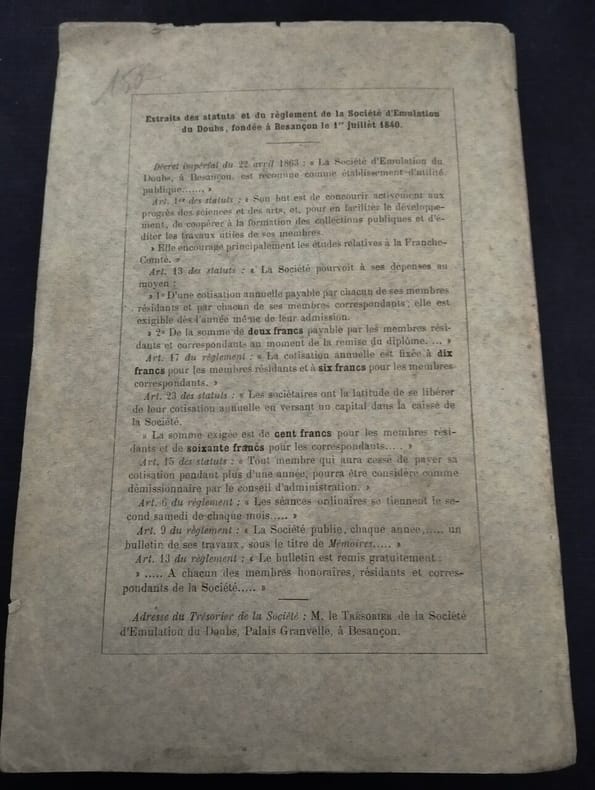 150
Extraits des statuts et du règlement de la Société d'Emulation
du Doubs, fondée à Besançon le 1er juillet 1840.
Décret impérial du 22 avril 1863 : « La Société d'Emulation du
Doubs, à Besançon, est reconnue comme établissement d'utilité
publique...... »
Art. 1er des statuts : « Son but est de concourir activement aux
progrès des sciences et des arts, et, pour en faciliter le développe-
ment, de coopérer à la formation des collections publiques et d'é-
diter les travaux utiles de ses membres.
» Elle encourage principalement les études relatives à la Franche-
Comté. »
Art. 13 des statuts : « La Société pourvoit à ses dépenses au
moyen :
» 1° D'une cotisation annuelle payable par chacun de ses membres
résidants et par chacun de ses membres correspondants ; elle est
exigible dès l'année même de leur admission.
» 2° De la somme de deux francs payable par les membres rési-
dants et correspondants au moment de la remise du diplôme. ... »
Art. 17 du règlement : « La cotisation annuelle est fixée à dix
francs pour les membres résidants et à six francs pour les membres
correspondants. »
Art. 23 des statuts : « Les sociétaires ont la latitude de se libérer
de leur cotisation annuelle en versant un capital dans la caisse de
la Société.
» La somme exigée est de cent francs pour les membres rési-
dants et de soixante francs pour les correspondants..... »
Art. 15 des statuts : « Tout membre qui aura cessé de payer sa
cotisation pendant plus d'une année, pourra être considéré comme
démissionnaire par le conseil d'administration. »
Art. 6 du règlement : « Les séances ordinaires se tiennent le se-
cond samedi de chaque mois..... »
Art. 9 du règlement : « La Société publie, chaque année,..... un
bulletin de ses travaux, sous le titre de Mémoires..... »
Art. 13 du règlement : « Le bulletin est remis gratuitement :
» ..... A chacun des membres honoraires, résidants et corres-
pondants de la Société..... »
Adresse du Trésorier de la Société : M. le TRÉSORIER de la Société
d'Emulation du Doubs, Palais Granvelle, à Besançon.